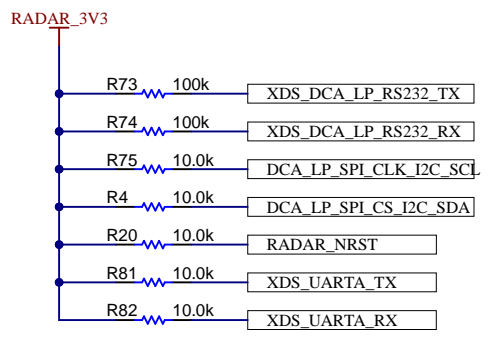 RADAR_3V3
R73 100k XDS_DCA_LP_RS232_TX
R74 100k XDS_DCA_LP_RS232_RX
R75 10.0k DCA_LP_SPI_CLK_I2C_SCL
R4 10.0k DCA_LP_SPI_CS_I2C_SDA
R20 10.0k RADAR_NRST
R81 10.0k XDS_UARTA_TX
R82 10.0k XDS_UARTA_RX